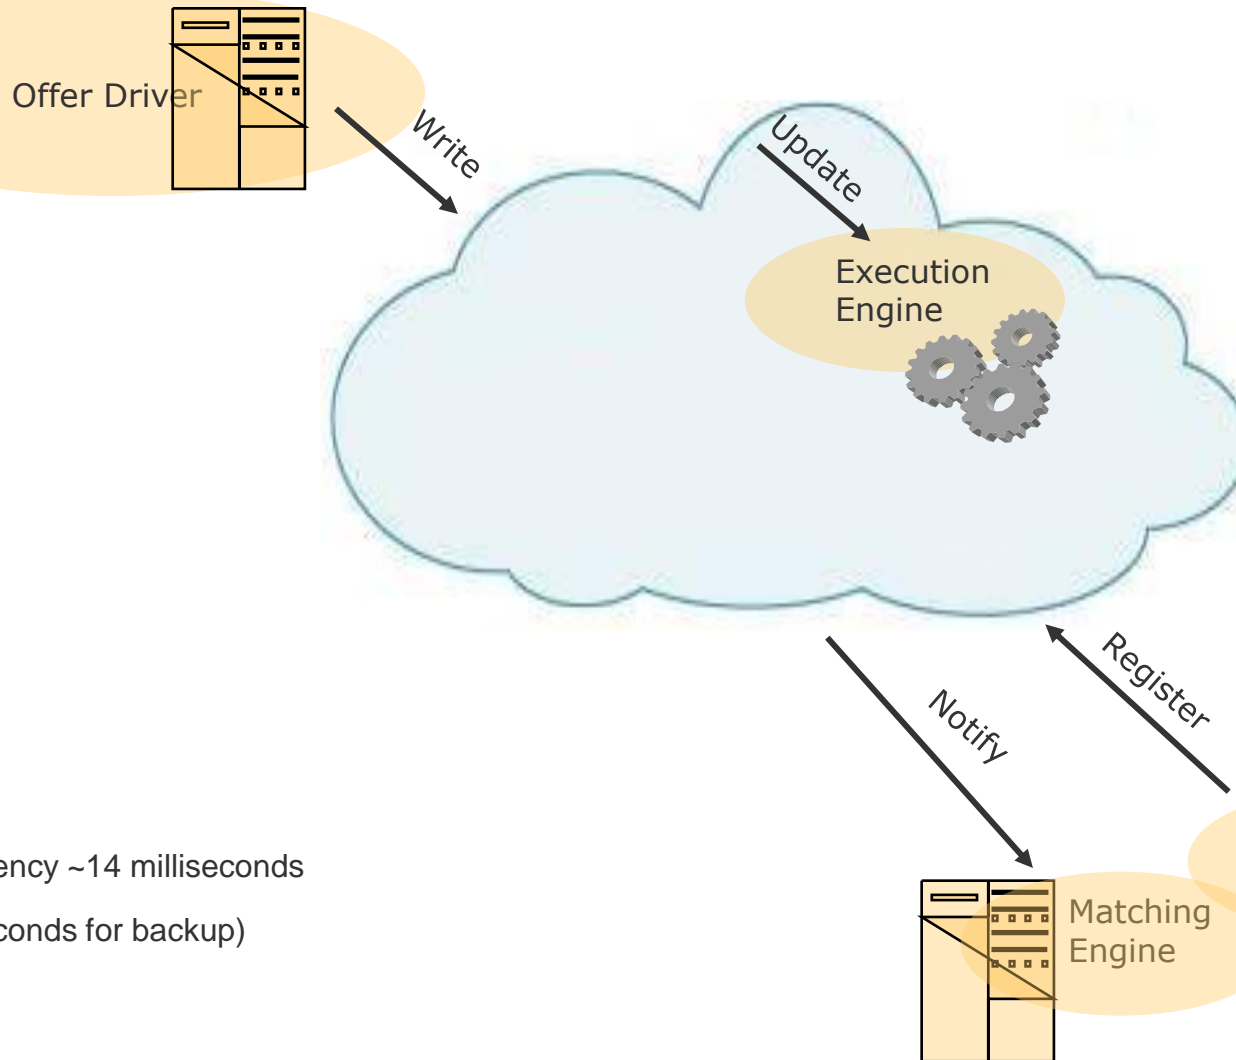 Offer Driver
Write
Update
Execution
Engine
Register
Notify
ency ~14 milliseconds
conds for backup)
Matching
Engine